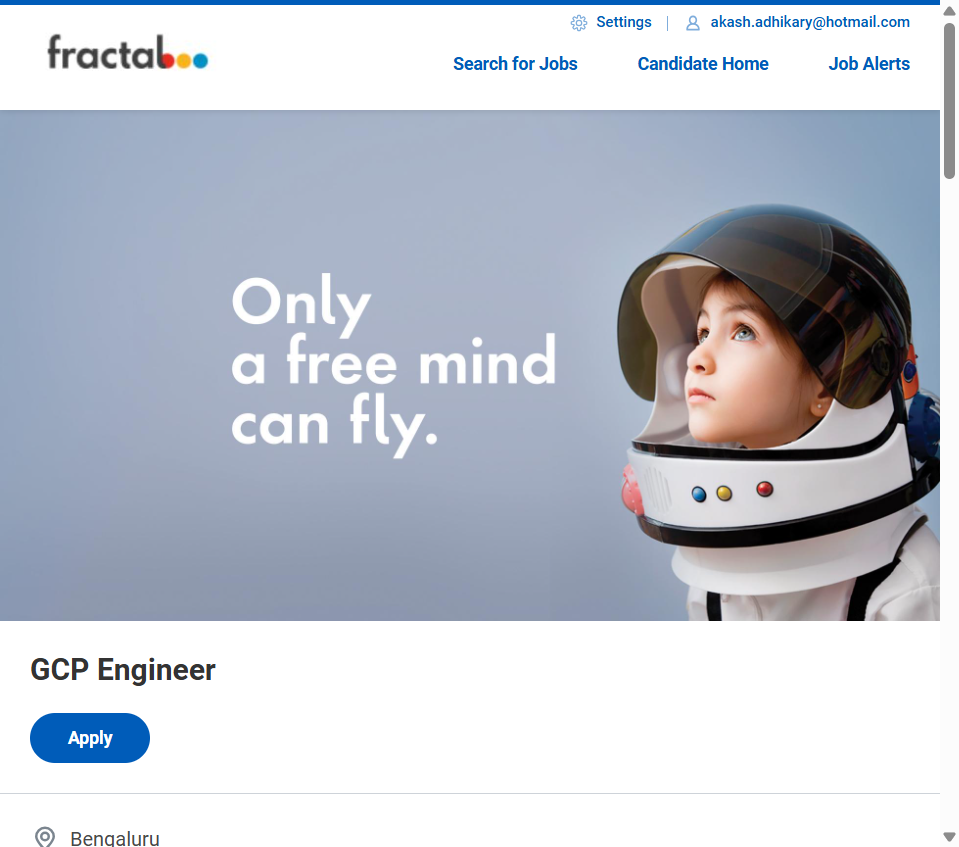 Settings | akash.adhikary@hotmail.com
fractal
Search for Jobs Candidate Home Job Alerts
Only
a free mind
can fly.
GCP Engineer
Apply
Bengaluru